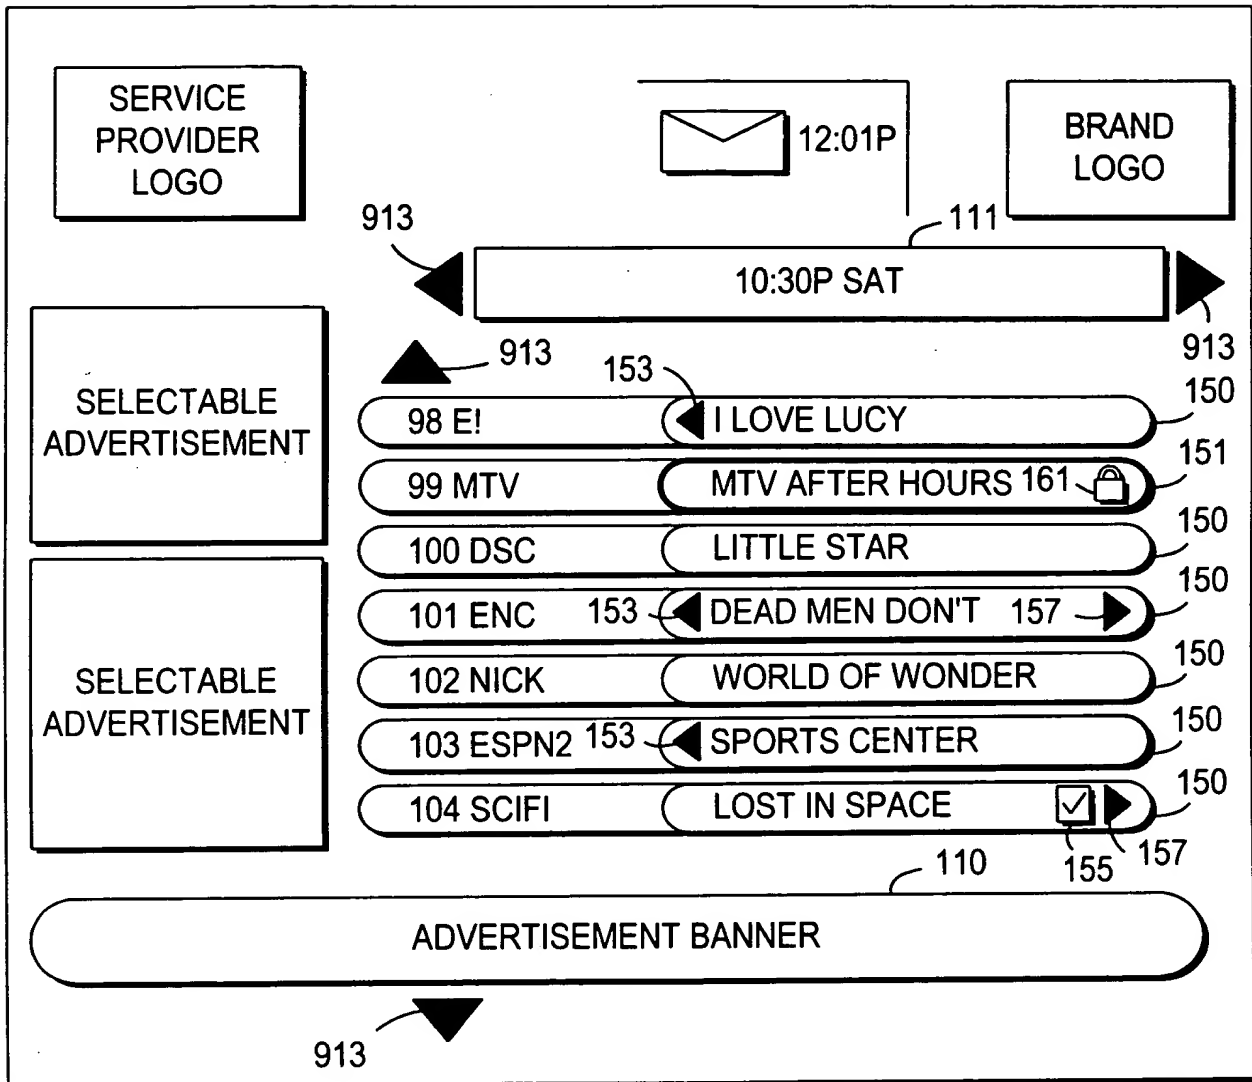 SERVICE
PROVIDER
LOGO
12:01P
BRAND
LOGO
913
111
10:30P SAT
913
913
SELECTABLE
ADVERTISEMENT
153
98 E!
I LOVE LUCY
150
99 MTV
MTV AFTER HOURS
161
151
100 DSC
LITTLE STAR
150
101 ENC
153
DEAD MEN DON'T
157
150
SELECTABLE
ADVERTISEMENT
102 NICK
WORLD OF WONDER
150
103 ESPN2
153
SPORTS CENTER
150
104 SCIFI
LOST IN SPACE
150
155
157
110
ADVERTISEMENT BANNER
913